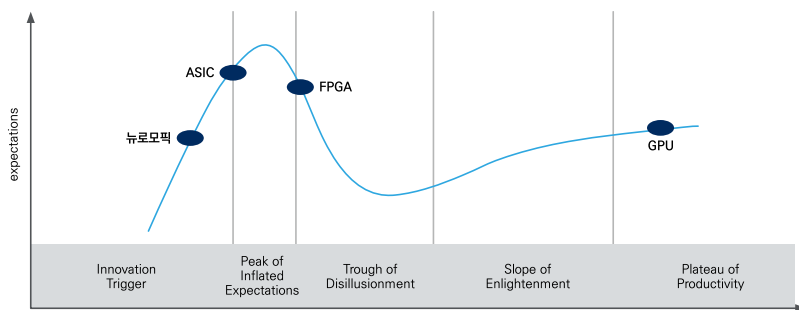 ASIC
FPGA
뉴로모픽
GPU
expectations
Innovation
Trigger
Peak of
Inflated
Expectations
Trough of
Disillusionment
Slope of
Enlightenment
Plateau of
Productivity